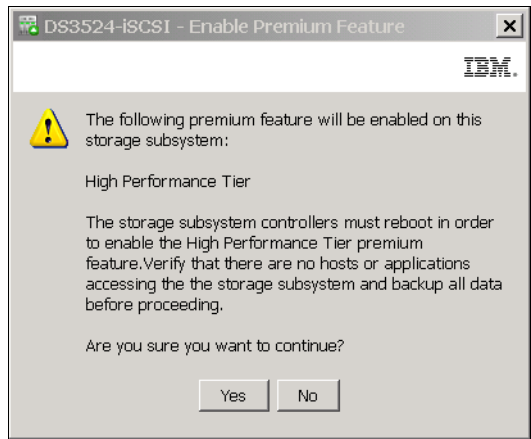 DS3524-iSCSI - Enable Premium Feature
IBM.
The following premium feature will be enabled on this
storage subsystem:
High Performance Tier
The storage subsystem controllers must reboot in order
to enable the High Performance Tier premium
feature.Verify that there are no hosts or applications
accessing the the storage subsystem and backup all data
before proceeding.
Are you sure you want to continue?
Yes No